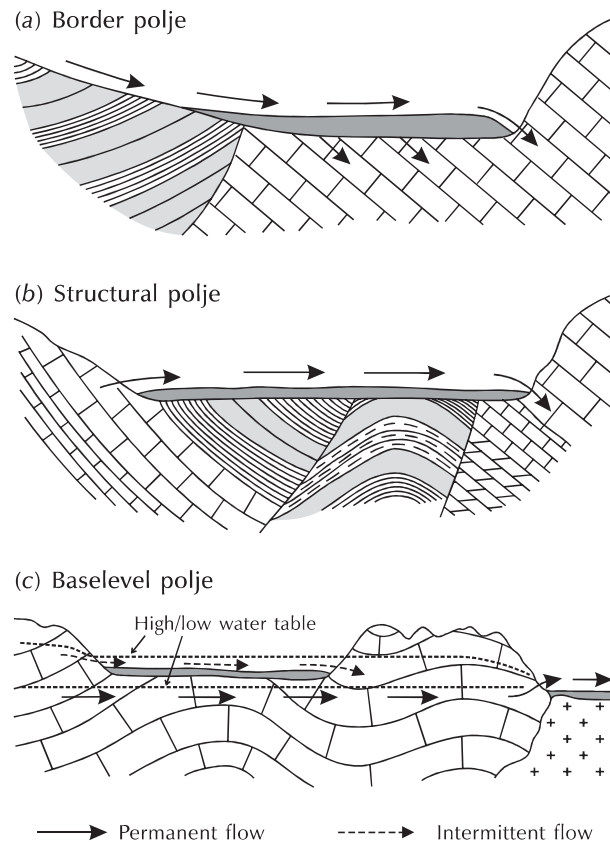 (a) Border polje
(b) Structural polje
(c) Baselevel polje
High/low water table
Permanent flow
Intermittent flow